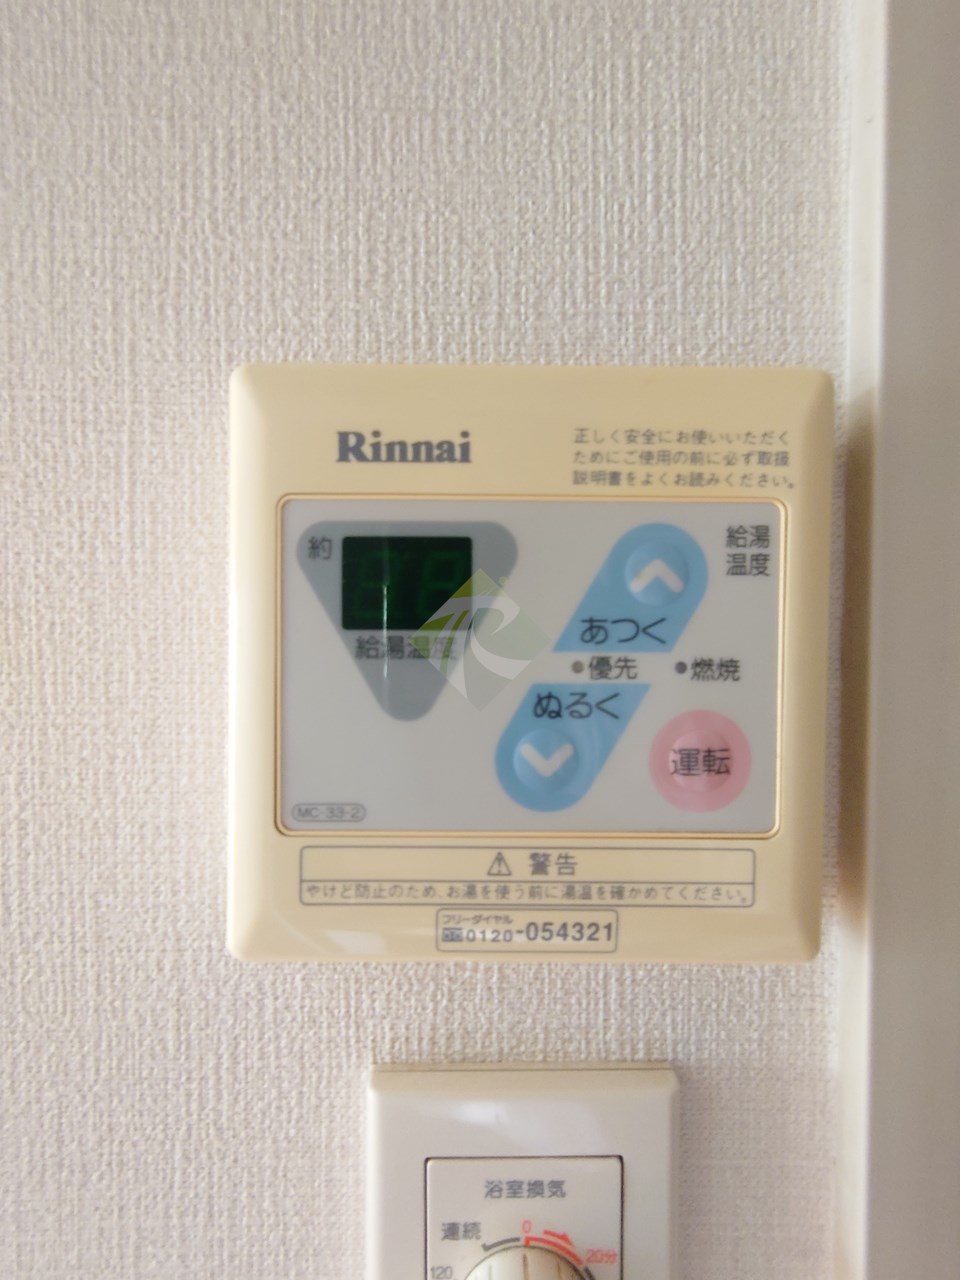 Rinnai
正しく安全にお使いいただく
ためにご使用の前に必ず取扱
説明書をよくお読みください。
約
給湯温度
給湯
温度
あつく
優先
燃焼
ぬるく
運転
MC-33-2
警告
やけど防止のため、お湯を使う前に湯温を確かめてください。
フリーダイヤル
0120-054321
浴室換気
連続
0
20分
120